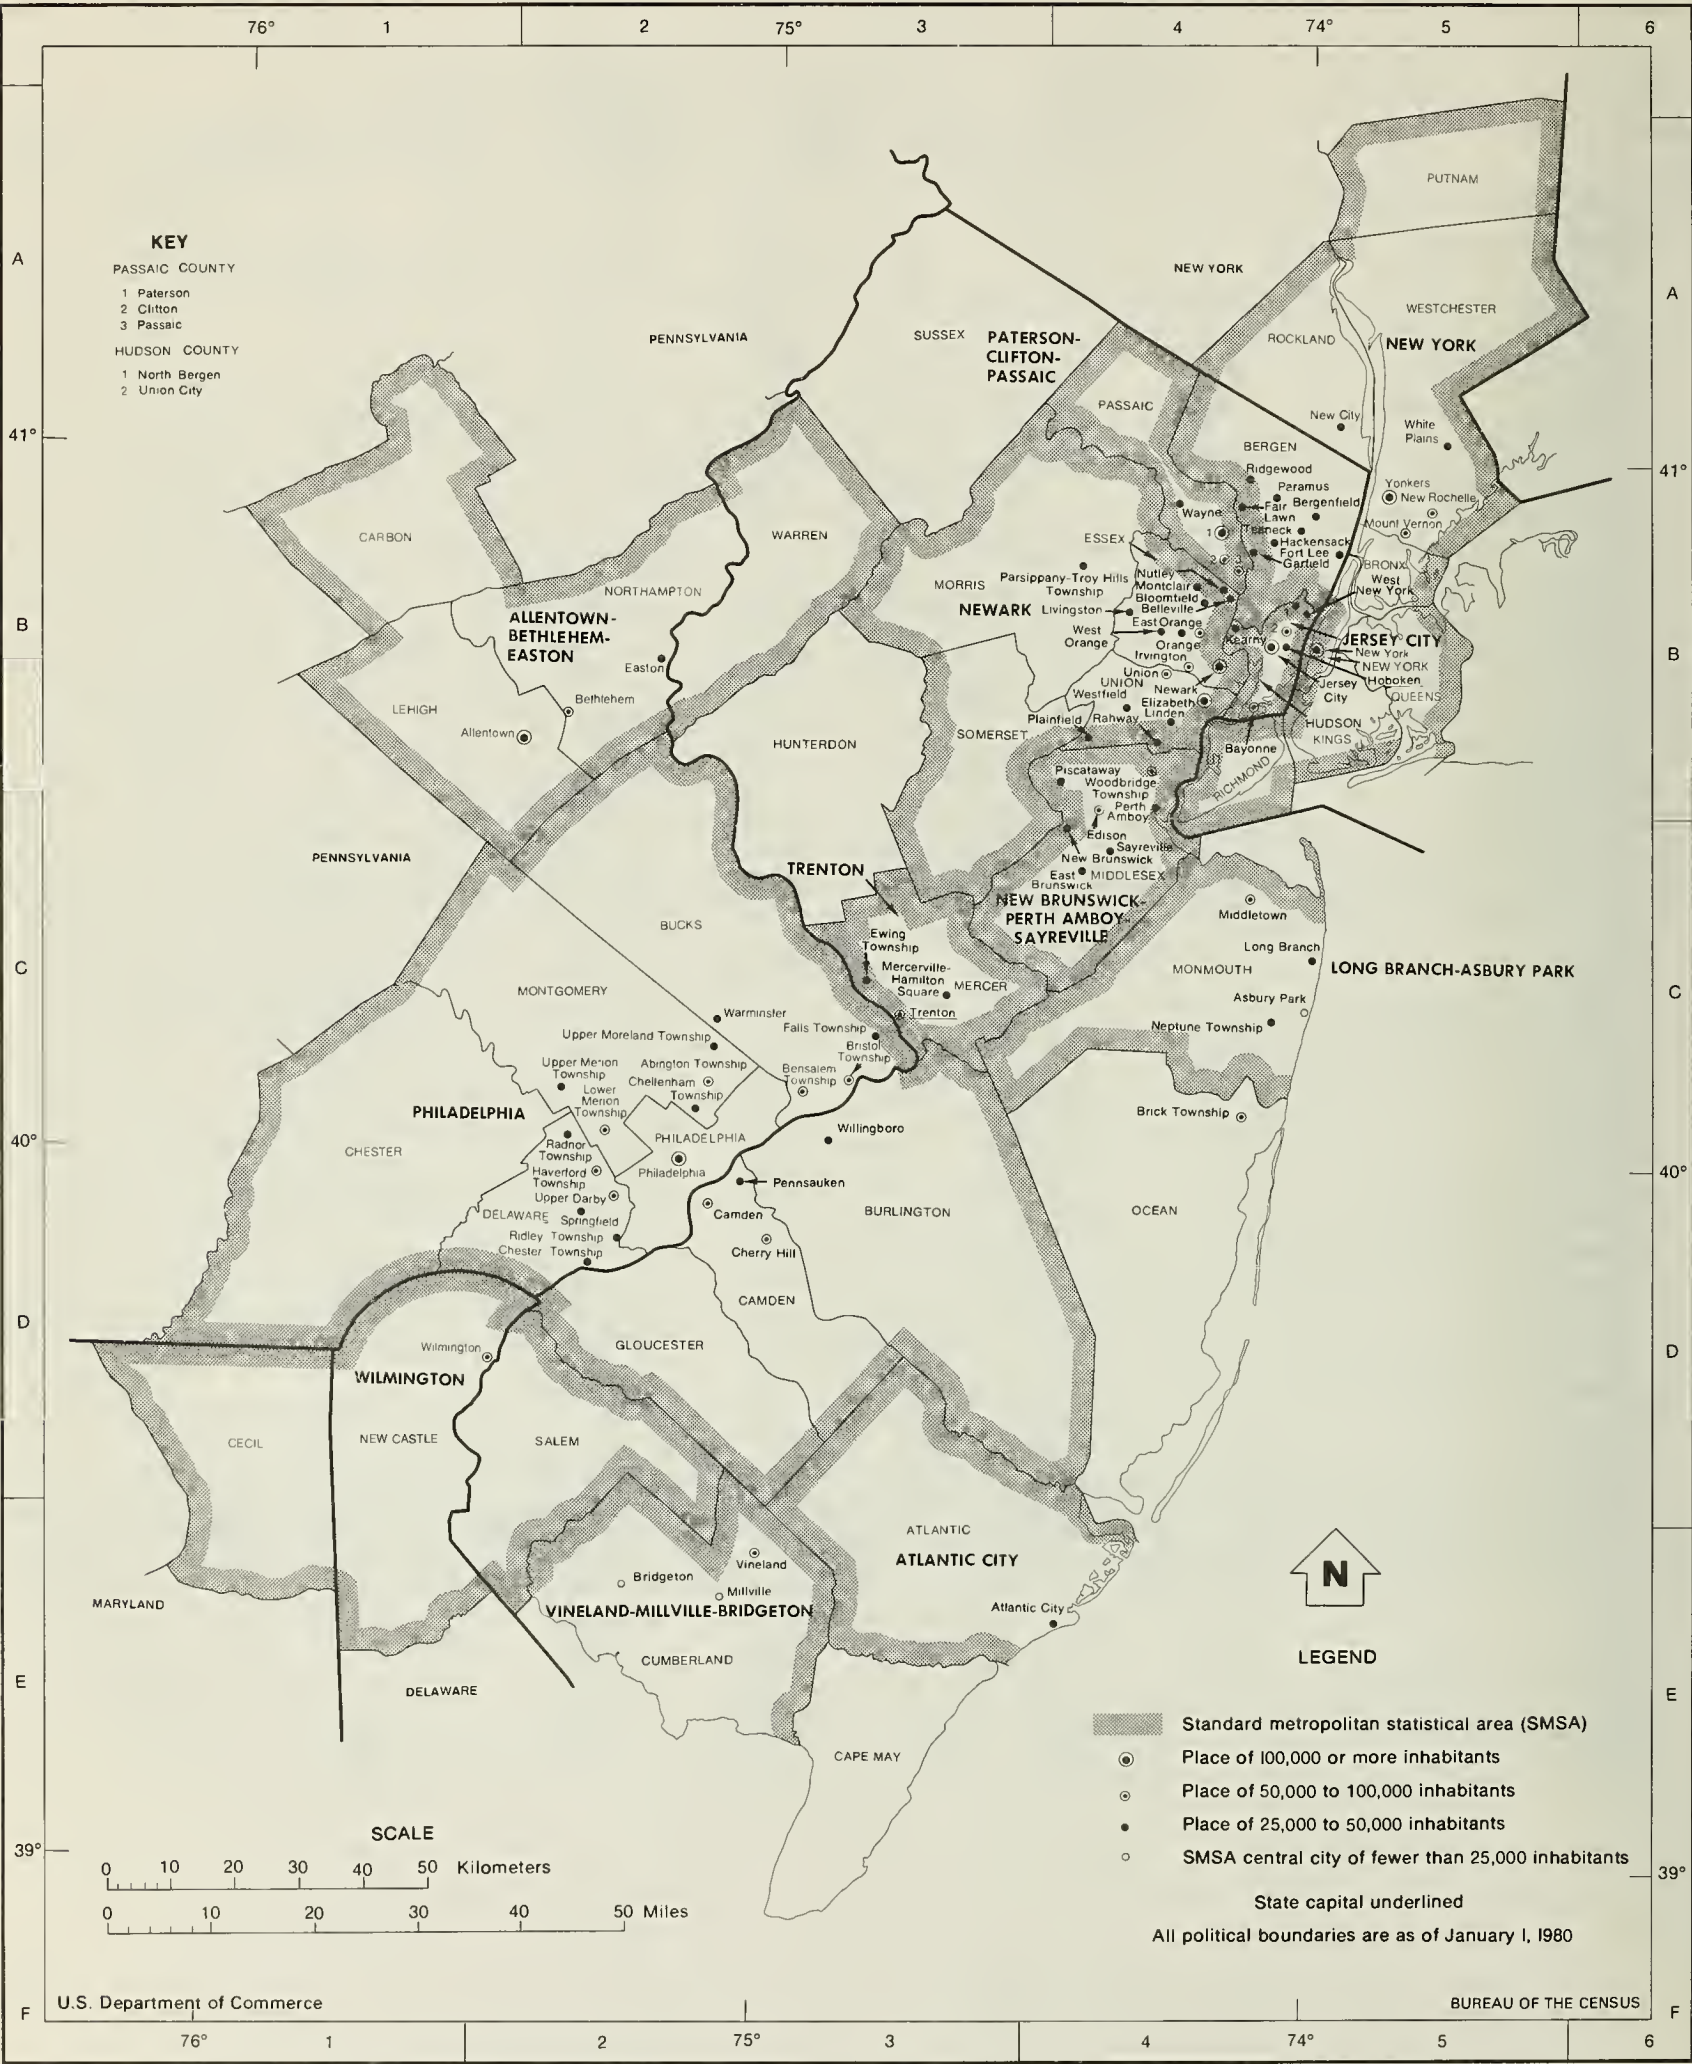 76° 1 2 75° 3 4 74° 5 6
A
B
C
D
E
F
A
B
C
D
E
F
41°
40°
39°
41°
40°
39°
KEY
PASSAIC COUNTY
1 Paterson
2 Clifton
3 Passaic
HUDSON COUNTY
1 North Bergen
2 Union City
PENNSYLVANIA
NEW YORK
PUTNAM
WESTCHESTER
ROCKLAND
NEW YORK
SUSSEX
PATERSON-
CLIFTON-
PASSAIC
PASSAIC
BERGEN
New City
White
Plains
Ridgewood
Paramus
Fair
Lawn
Bergenfield
Teaneck
Hackensack
Fort Lee
Garfield
Wayne
1
2
3
Yonkers
New Rochelle
Mount Vernon
BRONX
West
New York
JERSEY CITY
New York
NEW YORK
Hoboken
QUEENS
Jersey
City
HUDSON
KINGS
RICHMOND
Bayonne
1
2
ESSEX
MORRIS
Parsippany-Troy Hills
Township
NEWARK
Livingston
West
Orange
Nutley
Montclair
Bloomfield
Belleville
East Orange
Orange
Irvington
Kearny
Union
UNION
Westfield
Newark
Elizabeth
Linden
Plainfield
Rahway
CARBON
NORTHAMPTON
WARREN
ALLENTOWN-
BETHLEHEM-
EASTON
Easton
Bethlehem
Allentown
LEHIGH
HUNTERDON
SOMERSET
Piscataway
Woodbridge
Township
Perth
Amboy
Edison
Sayreville
New Brunswick
East
Brunswick
MIDDLESEX
NEW BRUNSWICK-
PERTH AMBOY-
SAYREVILLE
PENNSYLVANIA
TRENTON
Ewing
Township
Mercerville-
Hamilton
Square
MERCER
Trenton
Middletown
Long Branch
MONMOUTH
LONG BRANCH-ASBURY PARK
Asbury Park
Neptune Township
Brick Township
OCEAN
BUCKS
MONTGOMERY
Warminster
Upper Moreland Township
Falls Township
Bristol
Township
Upper Merion
Township
Abington Township
Bensalem
Township
Lower
Merion
Township
Cheltenham
Township
PHILADELPHIA
CHESTER
Radnor
Township
PHILADELPHIA
Philadelphia
Haverford
Township
Upper Darby
DELAWARE
Springfield
Ridley Township
Chester Township
Willingboro
Pennsauken
Camden
Cherry Hill
BURLINGTON
CAMDEN
GLOUCESTER
Wilmington
WILMINGTON
CECIL
NEW CASTLE
SALEM
MARYLAND
DELAWARE
ATLANTIC
ATLANTIC CITY
Atlantic City
Vineland
Bridgeton
Millville
VINELAND-MILLVILLE-BRIDGETON
CUMBERLAND
CAPE MAY
N
LEGEND
Standard metropolitan statistical area (SMSA)
Place of 100,000 or more inhabitants
Place of 50,000 to 100,000 inhabitants
Place of 25,000 to 50,000 inhabitants
SMSA central city of fewer than 25,000 inhabitants
State capital underlined
All political boundaries are as of January 1, 1980
SCALE
0 10 20 30 40 50 Kilometers
0 10 20 30 40 50 Miles
U.S. Department of Commerce
BUREAU OF THE CENSUS
76° 1 2 75° 3 4 74° 5 6